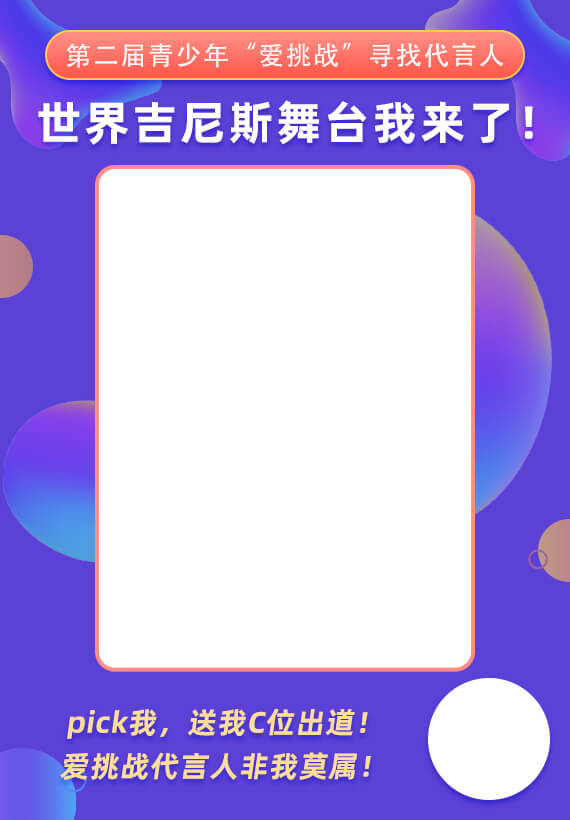 第二届青少年“爱挑战”寻找代言人
世界吉尼斯舞台我来了！
pick我，送我C位出道！
爱挑战代言人非我莫属！